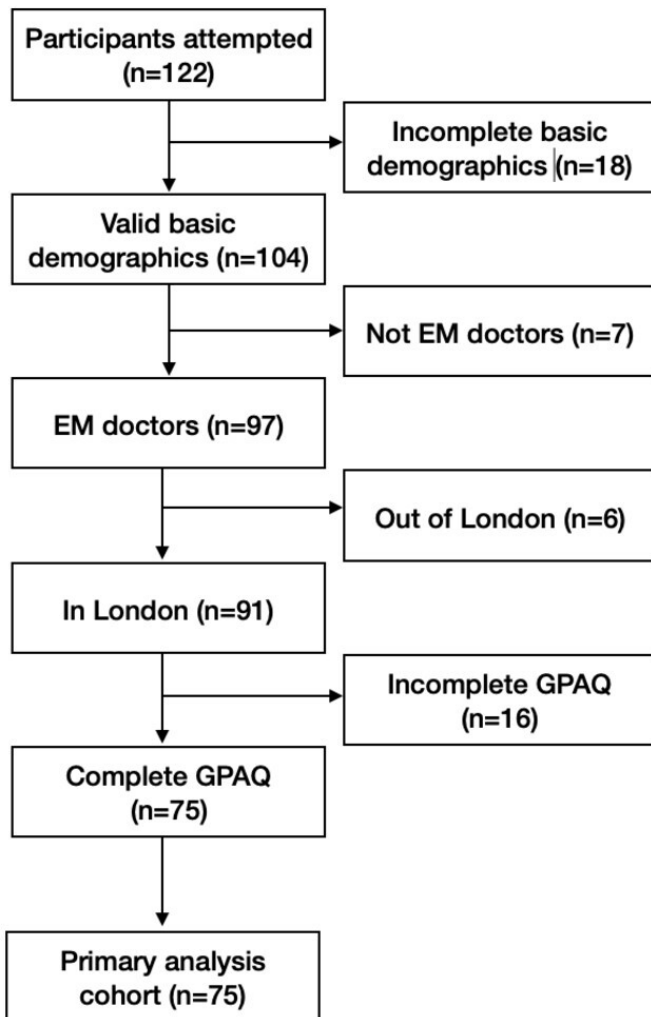 Participants attempted
(n=122)
Incomplete basic
demographics (n=18)
Valid basic
demographics (n=104)
Not EM doctors (n=7)
EM doctors (n=97)
Out of London (n=6)
In London (n=91)
Incomplete GPAQ
(n=16)
Complete GPAQ
(n=75)
Primary analysis
cohort (n=75)